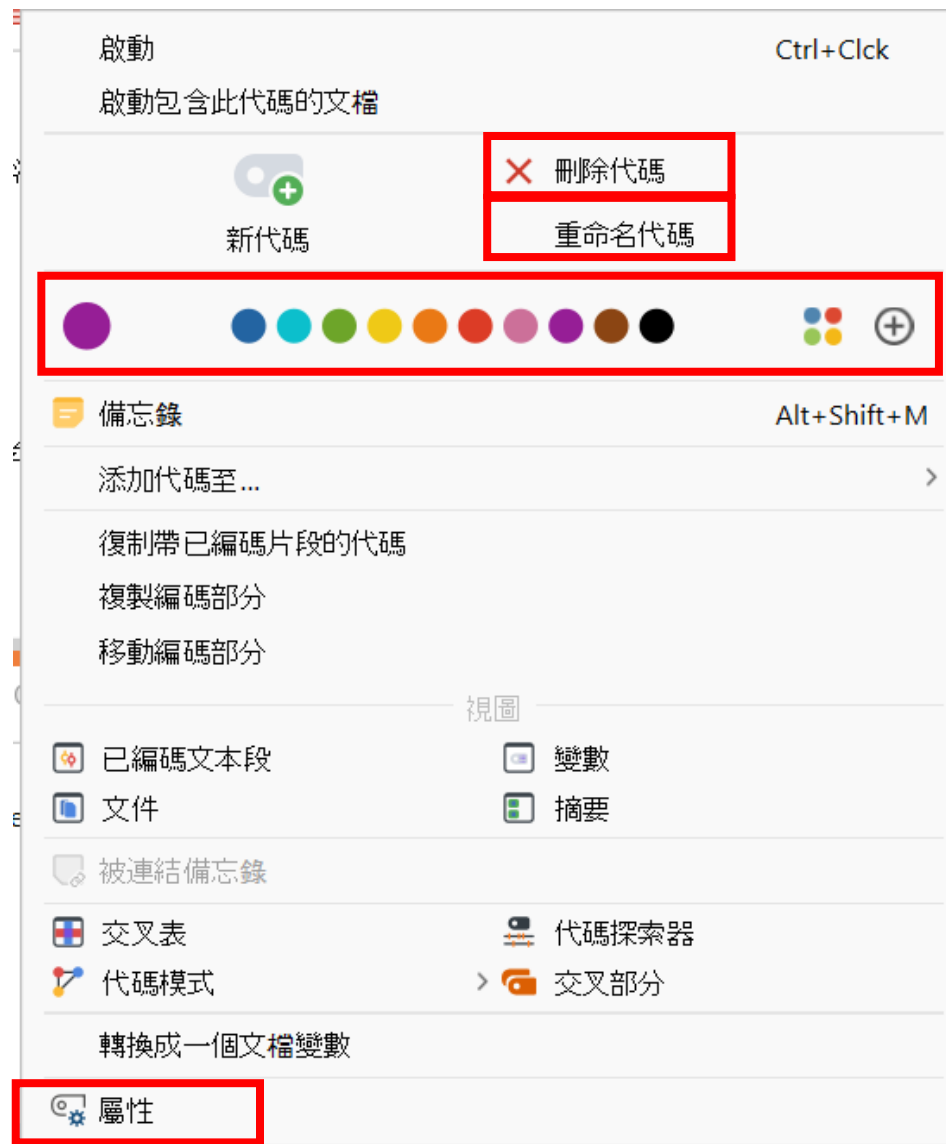 啟動 Ctrl+Clck
啟動包含此代碼的文檔
刪除代碼
新代碼 重命名代碼
備忘錄 Alt+Shift+M
添加代碼至...
復制帶已編碼片段的代碼
複製編碼部分
移動編碼部分
視圖
已編碼文本段 變數
文件 摘要
被連結備忘錄
交叉表 代碼探索器
代碼模式 交叉部分
轉換成一個文檔變數
屬性